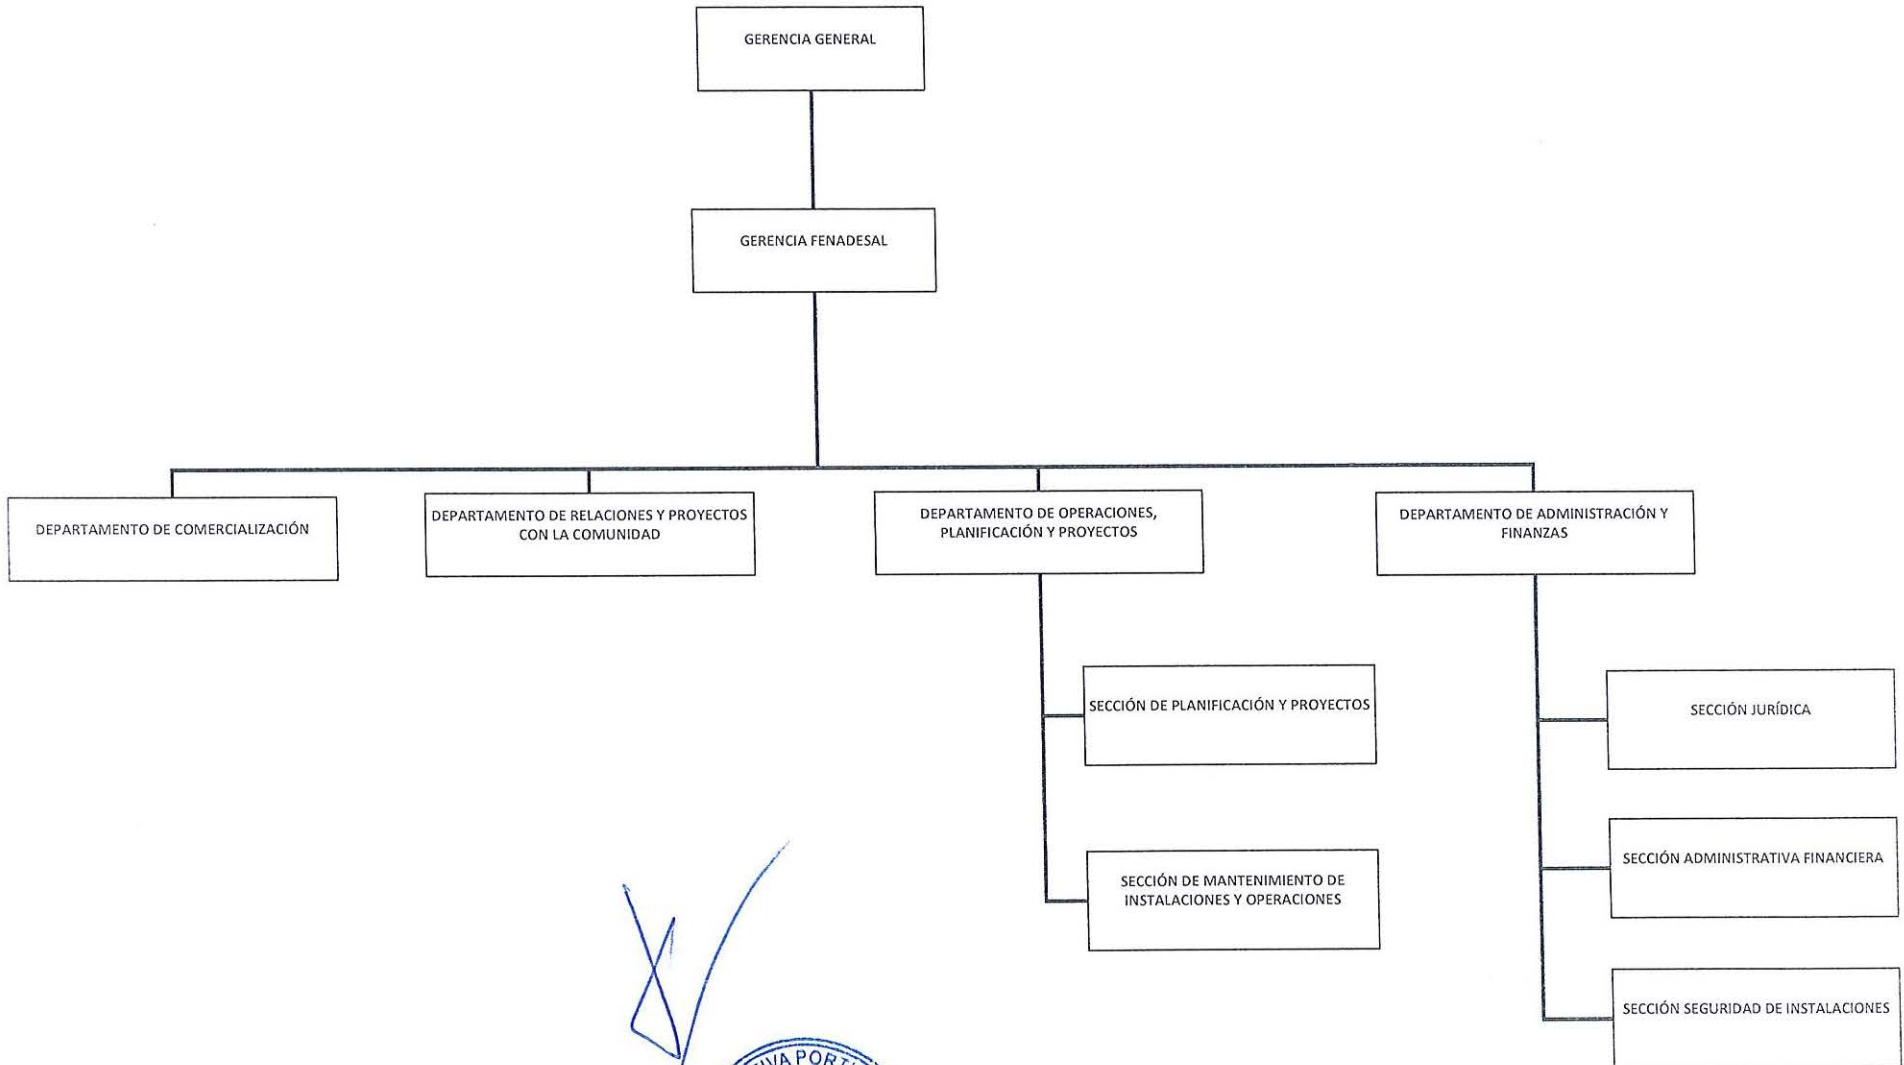 GERENCIA GENERAL
GERENCIA FENADESAL
DEPARTAMENTO DE COMERCIALIZACIÓN
DEPARTAMENTO DE RELACIONES Y PROYECTOS
CON LA COMUNIDAD
DEPARTAMENTO DE OPERACIONES,
PLANIFICACIÓN Y PROYECTOS
DEPARTAMENTO DE ADMINISTRACIÓN Y
FINANZAS
SECCIÓN DE PLANIFICACIÓN Y PROYECTOS
SECCIÓN DE MANTENIMIENTO DE
INSTALACIONES Y OPERACIONES
SECCIÓN JURÍDICA
SECCIÓN ADMINISTRATIVA FINANCIERA
SECCIÓN SEGURIDAD DE INSTALACIONES